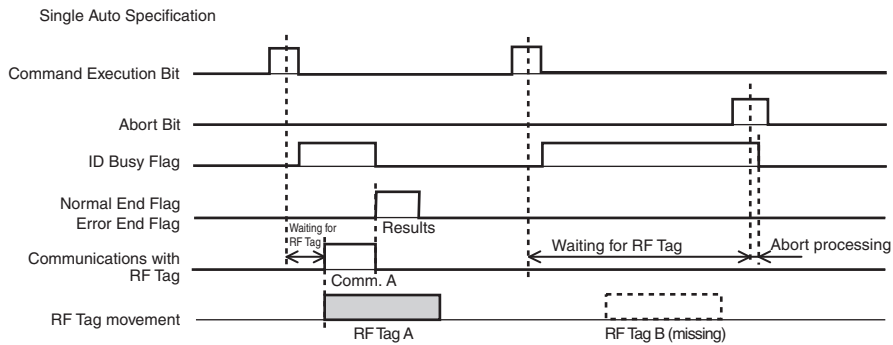 Single Auto Specification
Command Execution Bit
Abort Bit
ID Busy Flag
Normal End Flag
Error End Flag
Results
Waiting for
RF Tag
Waiting for RF Tag
Abort processing
Communications with
RF Tag
Comm. A
RF Tag movement
RF Tag A
RF Tag B (missing)